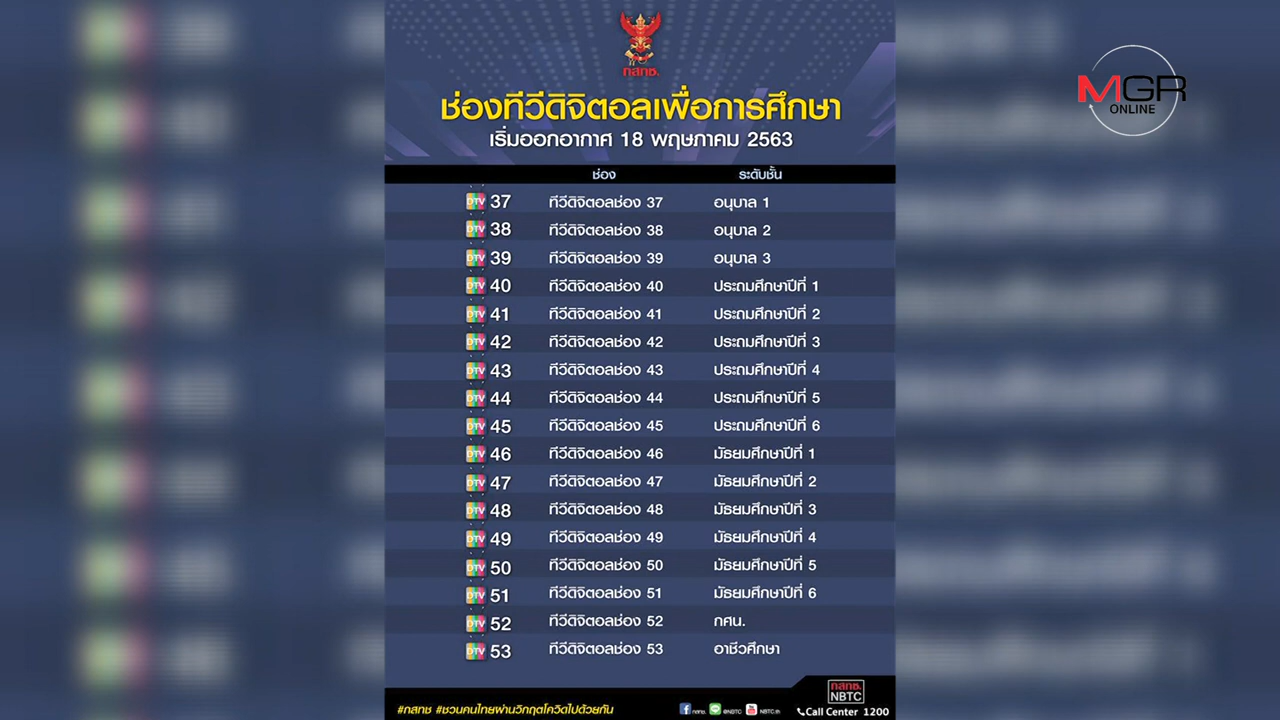 กสทช.
MGR
ONLINE
ช่องทีวีดิจิตอลเพื่อการศึกษา
เริ่มออกอากาศ 18 พฤษภาคม 2563
ช่อง ระดับชั้น
DTV 37 ทีวีดิจิตอลช่อง 37 อนุบาล 1
DTV 38 ทีวีดิจิตอลช่อง 38 อนุบาล 2
DTV 39 ทีวีดิจิตอลช่อง 39 อนุบาล 3
DTV 40 ทีวีดิจิตอลช่อง 40 ประถมศึกษาปีที่ 1
DTV 41 ทีวีดิจิตอลช่อง 41 ประถมศึกษาปีที่ 2
DTV 42 ทีวีดิจิตอลช่อง 42 ประถมศึกษาปีที่ 3
DTV 43 ทีวีดิจิตอลช่อง 43 ประถมศึกษาปีที่ 4
DTV 44 ทีวีดิจิตอลช่อง 44 ประถมศึกษาปีที่ 5
DTV 45 ทีวีดิจิตอลช่อง 45 ประถมศึกษาปีที่ 6
DTV 46 ทีวีดิจิตอลช่อง 46 มัธยมศึกษาปีที่ 1
DTV 47 ทีวีดิจิตอลช่อง 47 มัธยมศึกษาปีที่ 2
DTV 48 ทีวีดิจิตอลช่อง 48 มัธยมศึกษาปีที่ 3
DTV 49 ทีวีดิจิตอลช่อง 49 มัธยมศึกษาปีที่ 4
DTV 50 ทีวีดิจิตอลช่อง 50 มัธยมศึกษาปีที่ 5
DTV 51 ทีวีดิจิตอลช่อง 51 มัธยมศึกษาปีที่ 6
DTV 52 ทีวีดิจิตอลช่อง 52 กศน.
DTV 53 ทีวีดิจิตอลช่อง 53 อาชีวศึกษา
กสทช.
NBTC
#กสทช #ชวนคนไทยผ่านวิกฤตโควิดไปด้วยกัน กสทช. @NBTC NBTC.th Call Center 1200